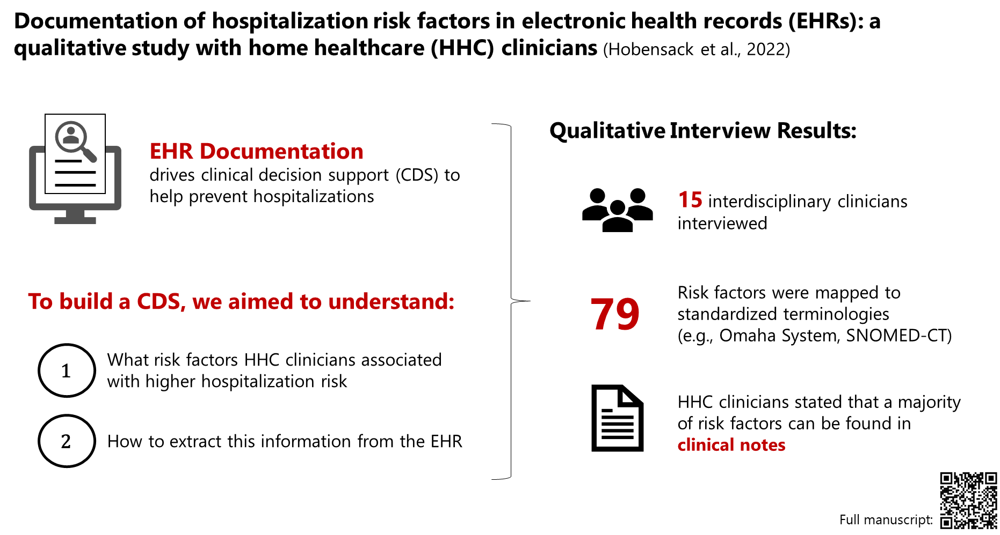 Documentation of hospitalization risk factors in electronic health records (EHRs): a
qualitative study with home healthcare (HHC) clinicians (Hobensack et al., 2022)
EHR Documentation
drives clinical decision support (CDS) to
help prevent hospitalizations
To build a CDS, we aimed to understand:
1
What risk factors HHC clinicians associated
with higher hospitalization risk
2
How to extract this information from the EHR
Qualitative Interview Results:
15 interdisciplinary clinicians
interviewed
79
Risk factors were mapped to
standardized terminologies
(e.g., Omaha System, SNOMED-CT)
HHC clinicians stated that a majority
of risk factors can be found in
clinical notes
Full manuscript: